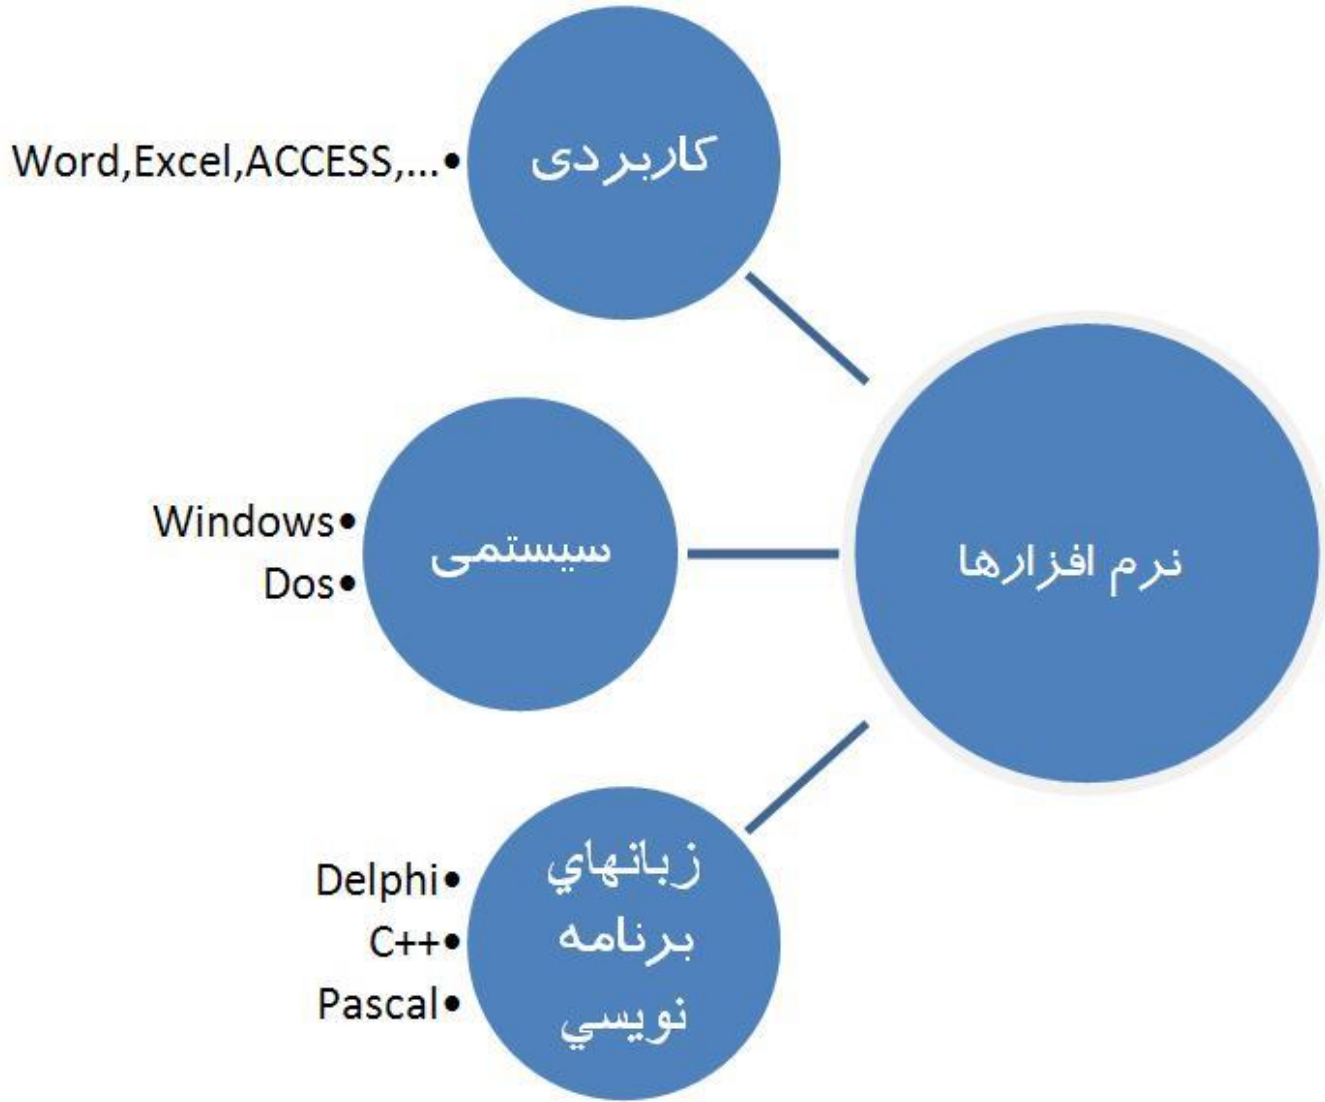 نرم افزارها
کاربردی
Word,Excel,ACCESS,...•
سیستمی
Windows•
Dos•
زبانهاي
برنامه
نويسي
Delphi•
C++•
Pascal•